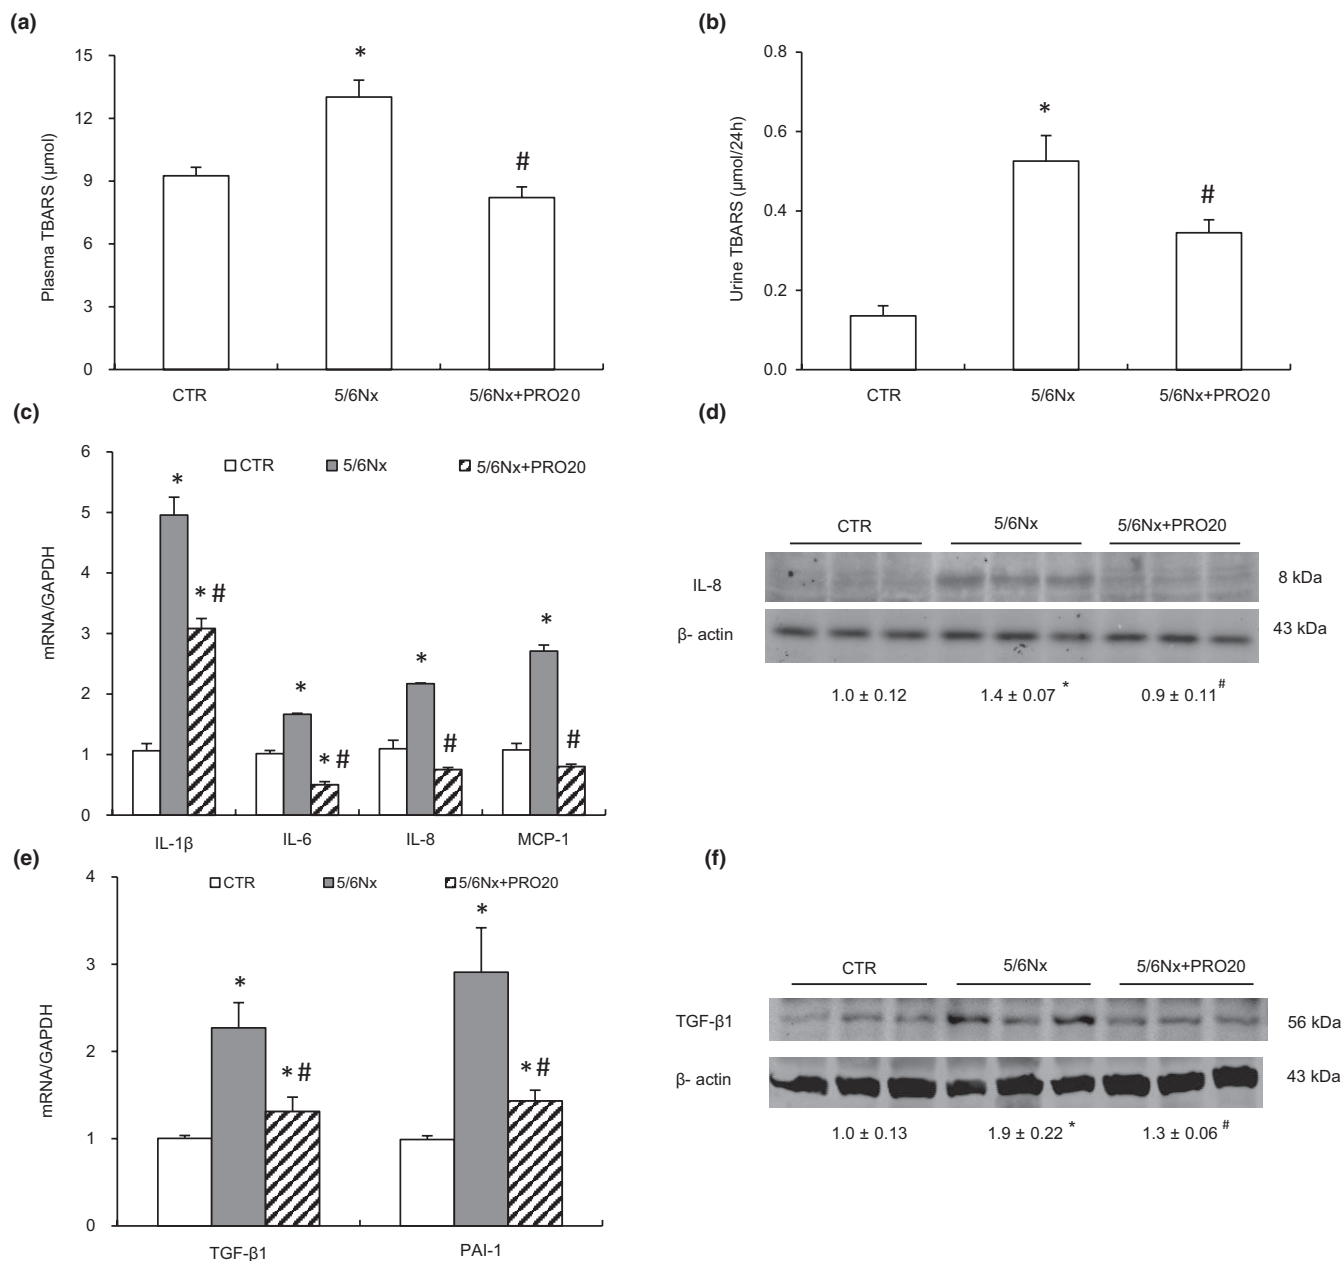 (a)
15
12
9
6
3
0
Plasma TBARS (µmol)
*
#
CTR
5/6Nx
5/6Nx+PRO20
(b)
0.8
0.6
0.4
0.2
0.0
Urine TBARS (µmol/24h)
*
#
CTR
5/6Nx
5/6Nx+PRO20
(c)
6
5
4
3
2
1
0
mRNA/GAPDH
CTR 5/6Nx 5/6Nx+PRO20
*
* #
*
* #
*
#
*
#
IL-1β
IL-6
IL-8
MCP-1
(d)
CTR 5/6Nx 5/6Nx+PRO20
IL-8 8 kDa
β- actin 43 kDa
1.0 ± 0.12 1.4 ± 0.07 * 0.9 ± 0.11 #
(e)
4
3
2
1
0
mRNA/GAPDH
CTR 5/6Nx 5/6Nx+PRO20
*
* #
*
* #
TGF-β1
PAI-1
(f)
CTR 5/6Nx 5/6Nx+PRO20
TGF-β1 56 kDa
β- actin 43 kDa
1.0 ± 0.13 1.9 ± 0.22 * 1.3 ± 0.06 #